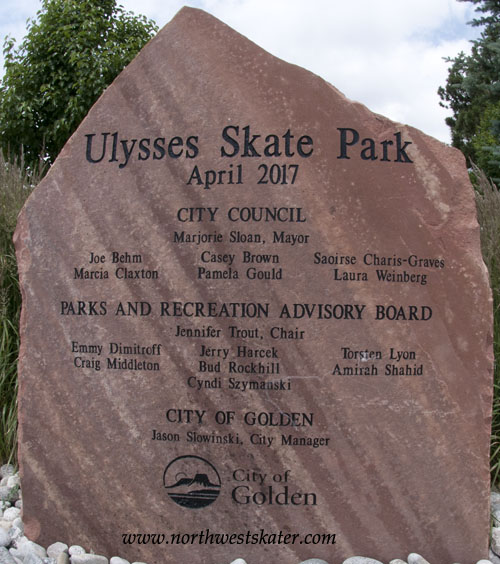 Ulysses Skate Park
April 2017
CITY COUNCIL
Marjorie Sloan, Mayor
Joe Behm Casey Brown Saoirse Charis-Graves
Marcia Claxton Pamela Gould Laura Weinberg
PARKS AND RECREATION ADVISORY BOARD
Jennifer Trout, Chair
Emmy Dimitroff Jerry Harcek Torsten Lyon
Craig Middleton Bud Rockhill Amirah Shahid
Cyndi Szymanski
CITY OF GOLDEN
Jason Slowinski, City Manager
City of
Golden
www.northwestskater.com